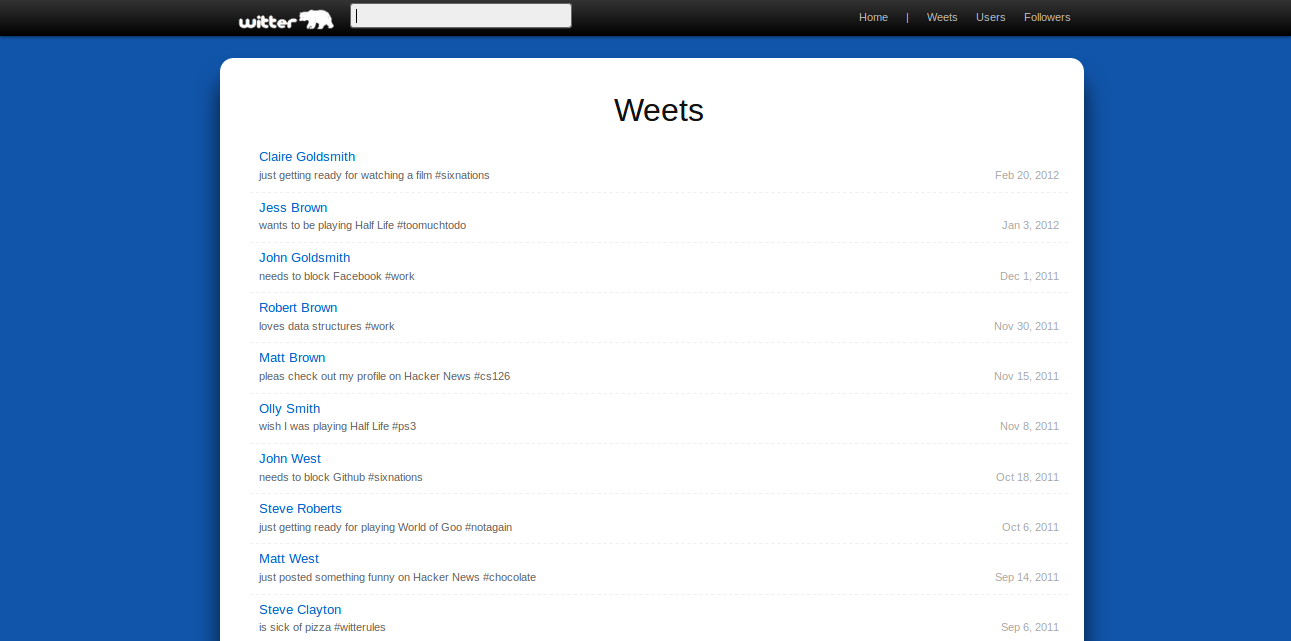 witter
Home | Weets Users Followers
Weets
Claire Goldsmith
just getting ready for watching a film #sixnations Feb 20, 2012
Jess Brown
wants to be playing Half Life #toomuchtodo Jan 3, 2012
John Goldsmith
needs to block Facebook #work Dec 1, 2011
Robert Brown
loves data structures #work Nov 30, 2011
Matt Brown
pleas check out my profile on Hacker News #cs126 Nov 15, 2011
Olly Smith
wish I was playing Half Life #ps3 Nov 8, 2011
John West
needs to block Github #sixnations Oct 18, 2011
Steve Roberts
just getting ready for playing World of Goo #notagain Oct 6, 2011
Matt West
just posted something funny on Hacker News #chocolate Sep 14, 2011
Steve Clayton
is sick of pizza #witterrules Sep 6, 2011